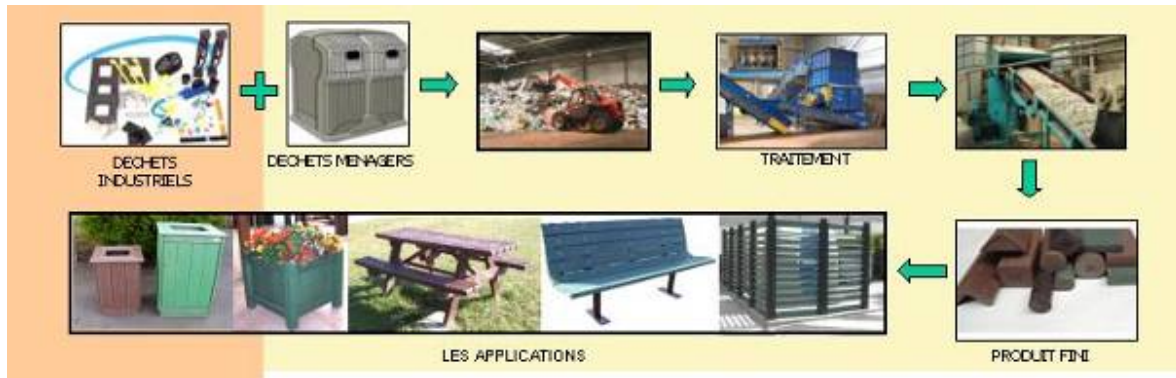 DECHETS
INDUSTRIELS
DECHETS MENAGERS
TRAITEMENT
LES APPLICATIONS
PRODUIT FINI